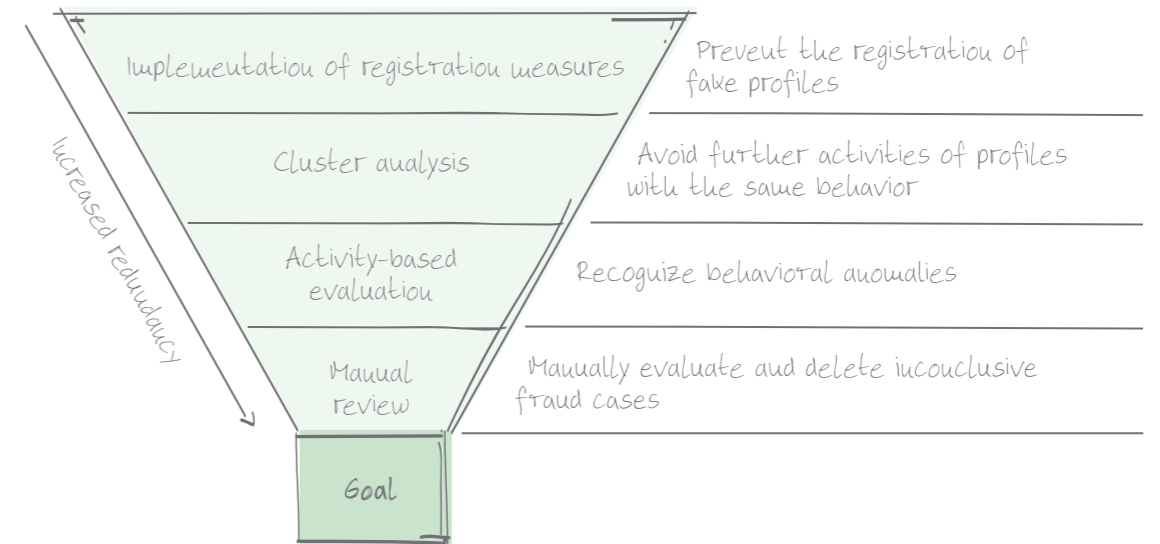 Implementation of registration measures
Prevent the registration of
fake profiles
Cluster analysis
Avoid further activities of profiles
with the same behavior
Increased redundancy
Activity-based
evaluation
Recognize behavioral anomalies
Manual
review
Manually evaluate and delete inconclusive
fraud cases
Goal